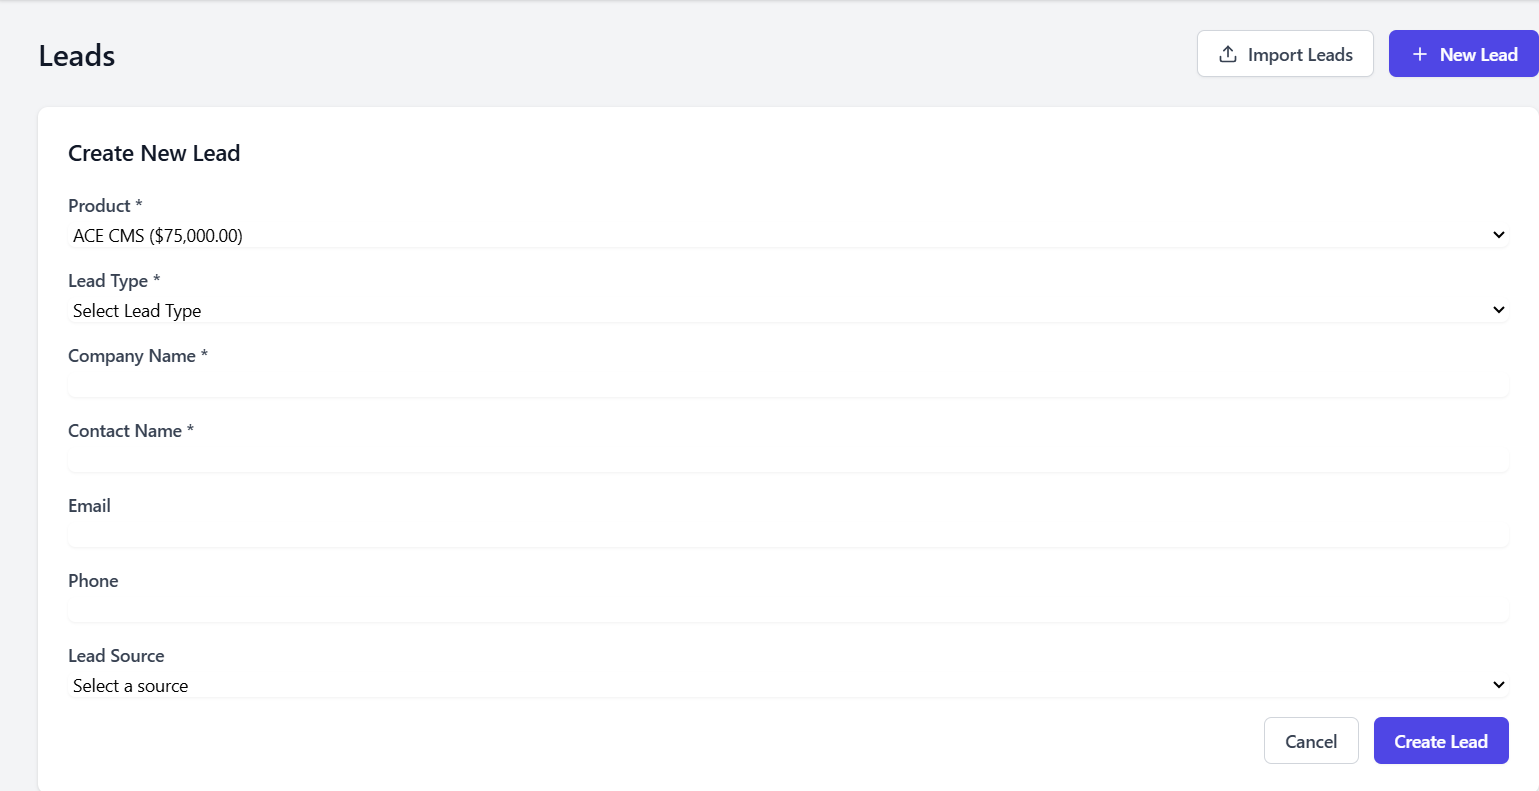 Leads
Import Leads
New Lead
Create New Lead
Product *
ACE CMS ($75,000.00)
Lead Type *
Select Lead Type
Company Name *
Contact Name *
Email
Phone
Lead Source
Select a source
Cancel
Create Lead